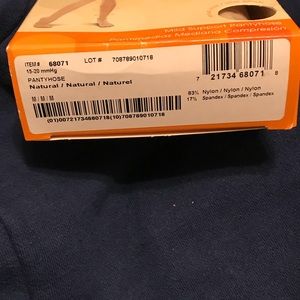 Mild Support Pantyhose
Pantimedias Mediana Compresión
ITEM # 68071 LOT # 708789010718
15-20 mmHg
PANTYHOSE
Natural / Natural / Naturel
M / M / M
(01)00721734680718(10)708789010718
7 21734 68071 8
83% Nylon / Nylon / Nylon
17% Spandex / Spandex / Spandex